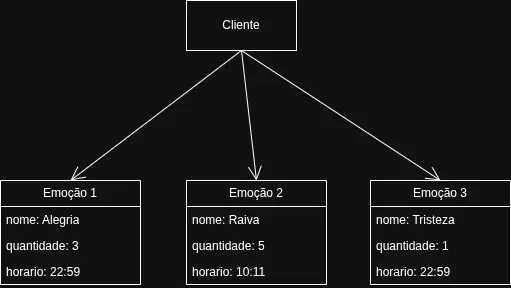 Cliente
Emoção 1
nome: Alegria
quantidade: 3
horario: 22:59
Emoção 2
nome: Raiva
quantidade: 5
horario: 10:11
Emoção 3
nome: Tristeza
quantidade: 1
horario: 22:59